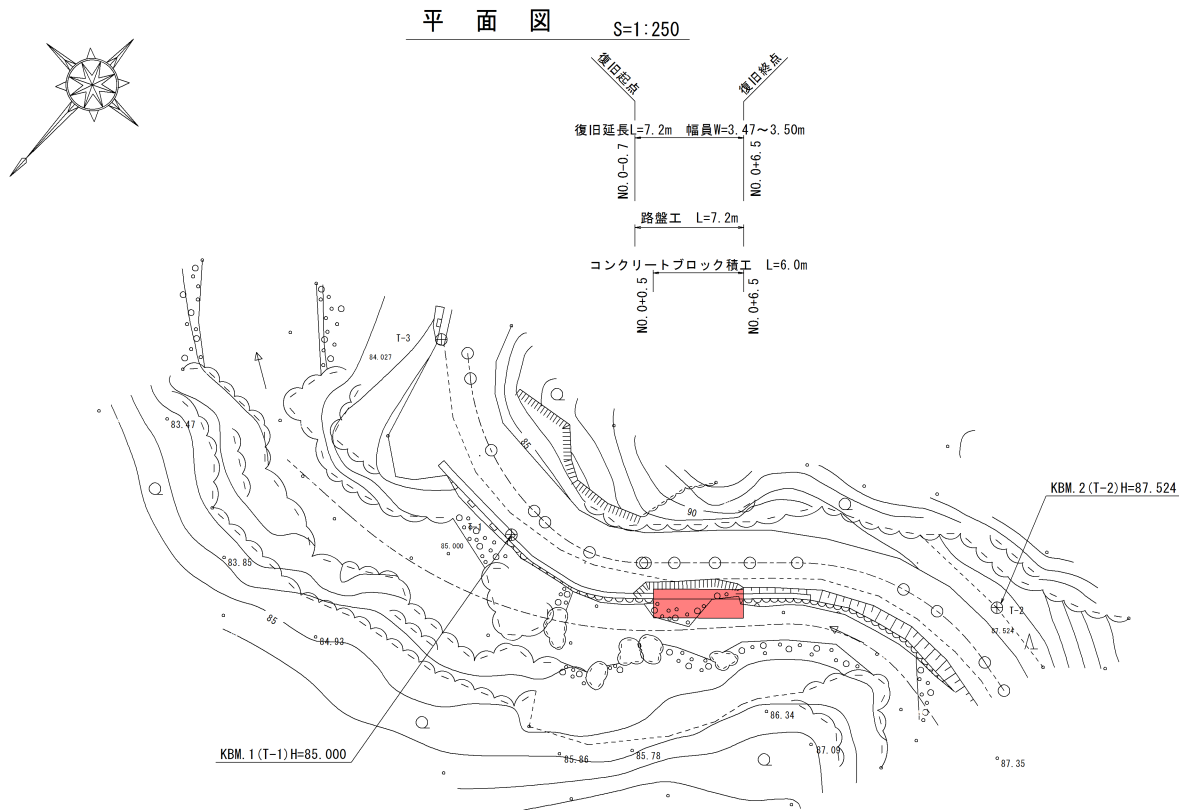 平 面 図 S=1:250
復旧起点
復旧終点
復旧延長L=7.2m 幅員W=3.47～3.50m
NO.0-0.7
NO.0+6.5
路盤工 L=7.2m
コンクリートブロック積工 L=6.0m
NO.0+0.5
NO.0+6.5
T-3
84.027
83.47
85
90
KBM.2(T-2)H=87.524
T-1
85.000
83.85
T-2
87.524
85
84.93
86.34
KBM.1(T-1)H=85.000
85.86
85.78
87.09
87.35